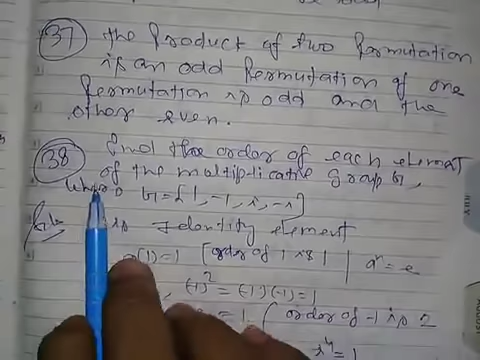 37 the Product of two Permutation
is an odd Permutation if one
Permutation is odd and the
other even.
38 find the order of each element
of the multiplicative group G,
where G = {1, -1, i, -i}
is Identity element
(1) = 1 [order of 1 is 1 | aⁿ = e
(-1)² = (-1)(-1) = 1
= 1. [order of -1 is 2
i⁴ = 1